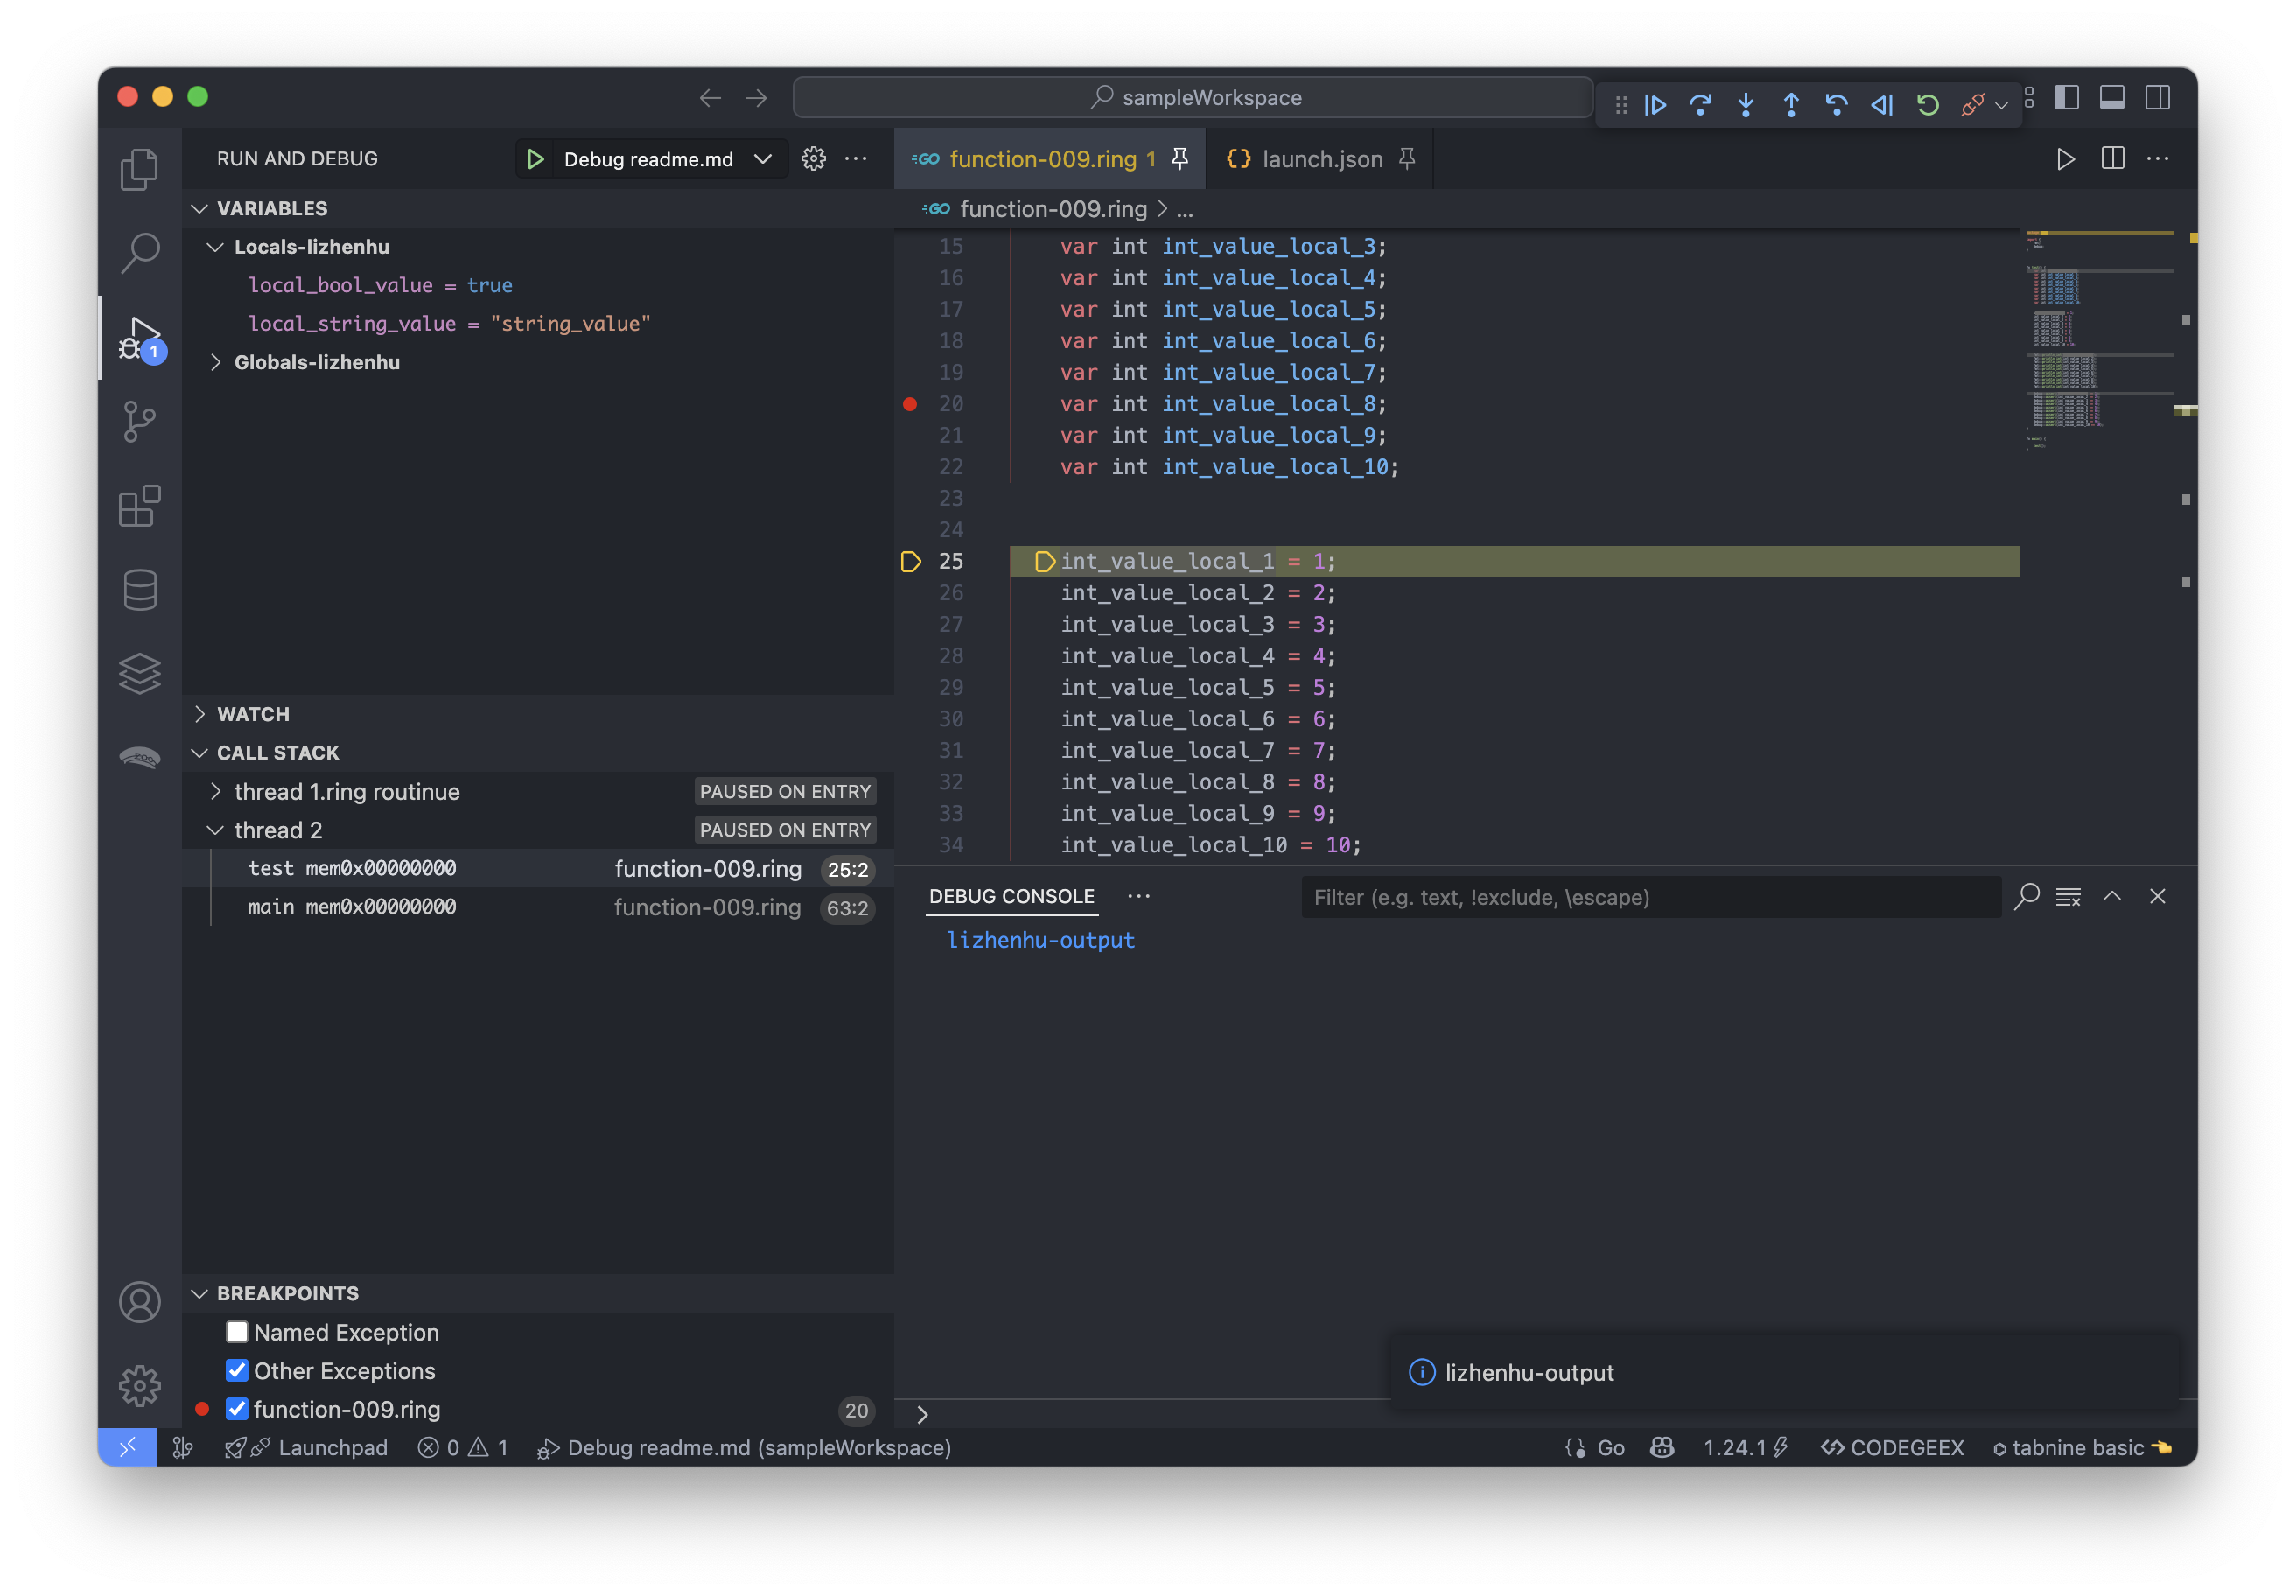 sampleWorkspace
RUN AND DEBUG
Debug readme.md
GO function-009.ring 1
{} launch.json
VARIABLES
Locals-lizhenhu
local_bool_value = true
local_string_value = "string_value"
Globals-lizhenhu
1
WATCH
CALL STACK
thread 1.ring routinue PAUSED ON ENTRY
thread 2 PAUSED ON ENTRY
test mem0x00000000 function-009.ring 25:2
main mem0x00000000 function-009.ring 63:2
BREAKPOINTS
Named Exception
Other Exceptions
function-009.ring 20
GO function-009.ring > ...
15 var int int_value_local_3;
16 var int int_value_local_4;
17 var int int_value_local_5;
18 var int int_value_local_6;
19 var int int_value_local_7;
20 var int int_value_local_8;
21 var int int_value_local_9;
22 var int int_value_local_10;
23
24
25 int_value_local_1 = 1;
26 int_value_local_2 = 2;
27 int_value_local_3 = 3;
28 int_value_local_4 = 4;
29 int_value_local_5 = 5;
30 int_value_local_6 = 6;
31 int_value_local_7 = 7;
32 int_value_local_8 = 8;
33 int_value_local_9 = 9;
34 int_value_local_10 = 10;
DEBUG CONSOLE
Filter (e.g. text, !exclude, \escape)
lizhenhu-output
lizhenhu-output
>
Launchpad 0 1 Debug readme.md (sampleWorkspace) Go 1.24.1 CODEGEEX tabnine basic